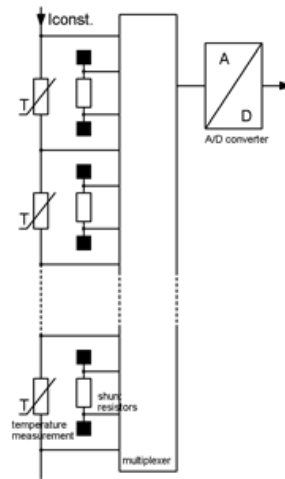 Iconst.
A
T
D
A/D converter
T
T
shunt
resistors
temperature
measurement
multiplexer